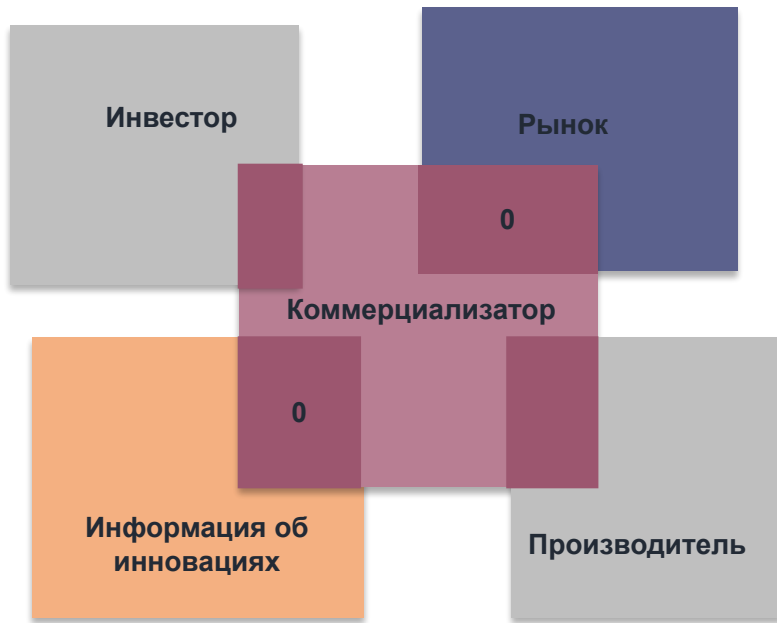 Инвестор
Рынок
0
Коммерциализатор
0
Информация об
инновациях
Производитель